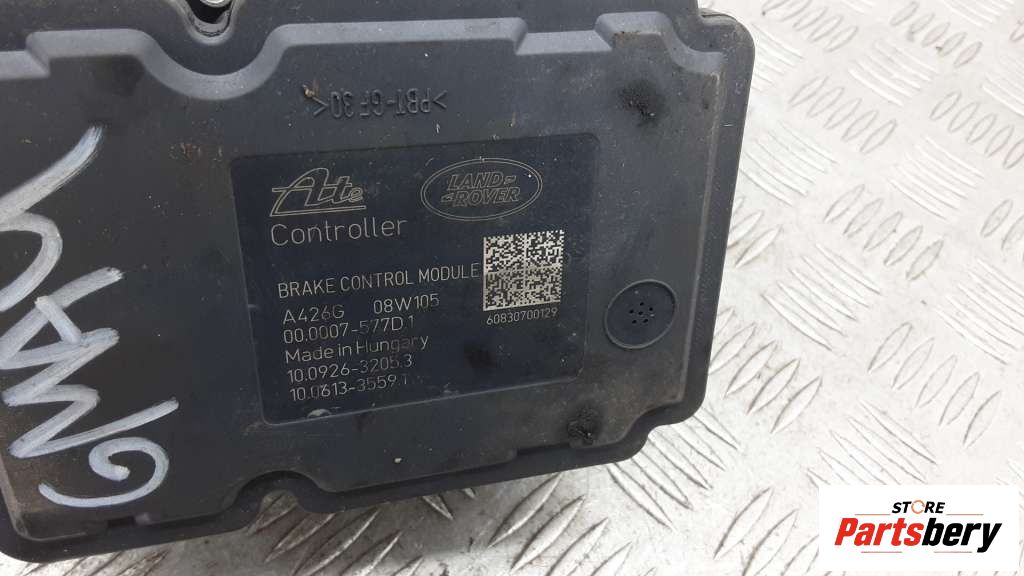 >PBT-GF30<
Ate
LAND-
-ROVER
Controller
BRAKE CONTROL MODULE
A426G 08W105
00.0007-577D.1
Made in Hungary
10.0926-3205.3
10.0613-3559.1
60830700129
STORE
Partsbery